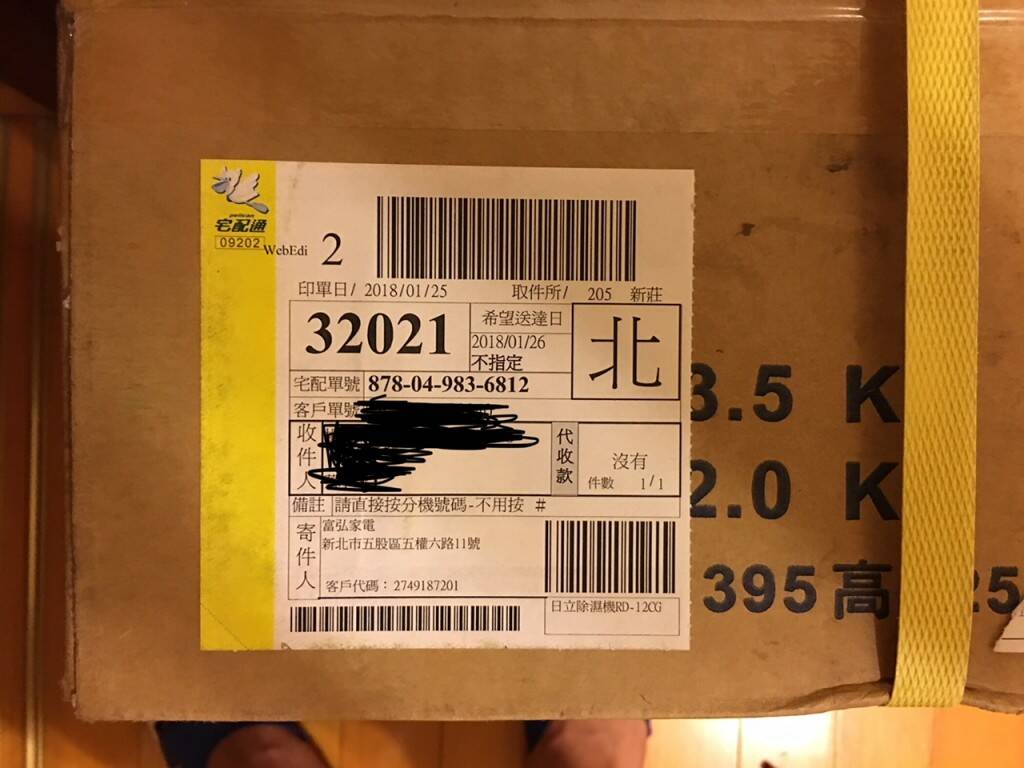 pelican
宅配通
09202
WebEdi 2
印單日/ 2018/01/25 取件所/ 205 新莊
32021
希望送達日
2018/01/26
不指定
北
宅配單號 878-04-983-6812
客戶單號
收件人
代收款
沒有
件數 1/1
備註 請直接按分機號碼-不用按 #
寄件人
富弘家電
新北市五股區五權六路11號
客戶代碼：2749187201
日立除濕機RD-12CG
3.5 K
2.0 K
395高 25